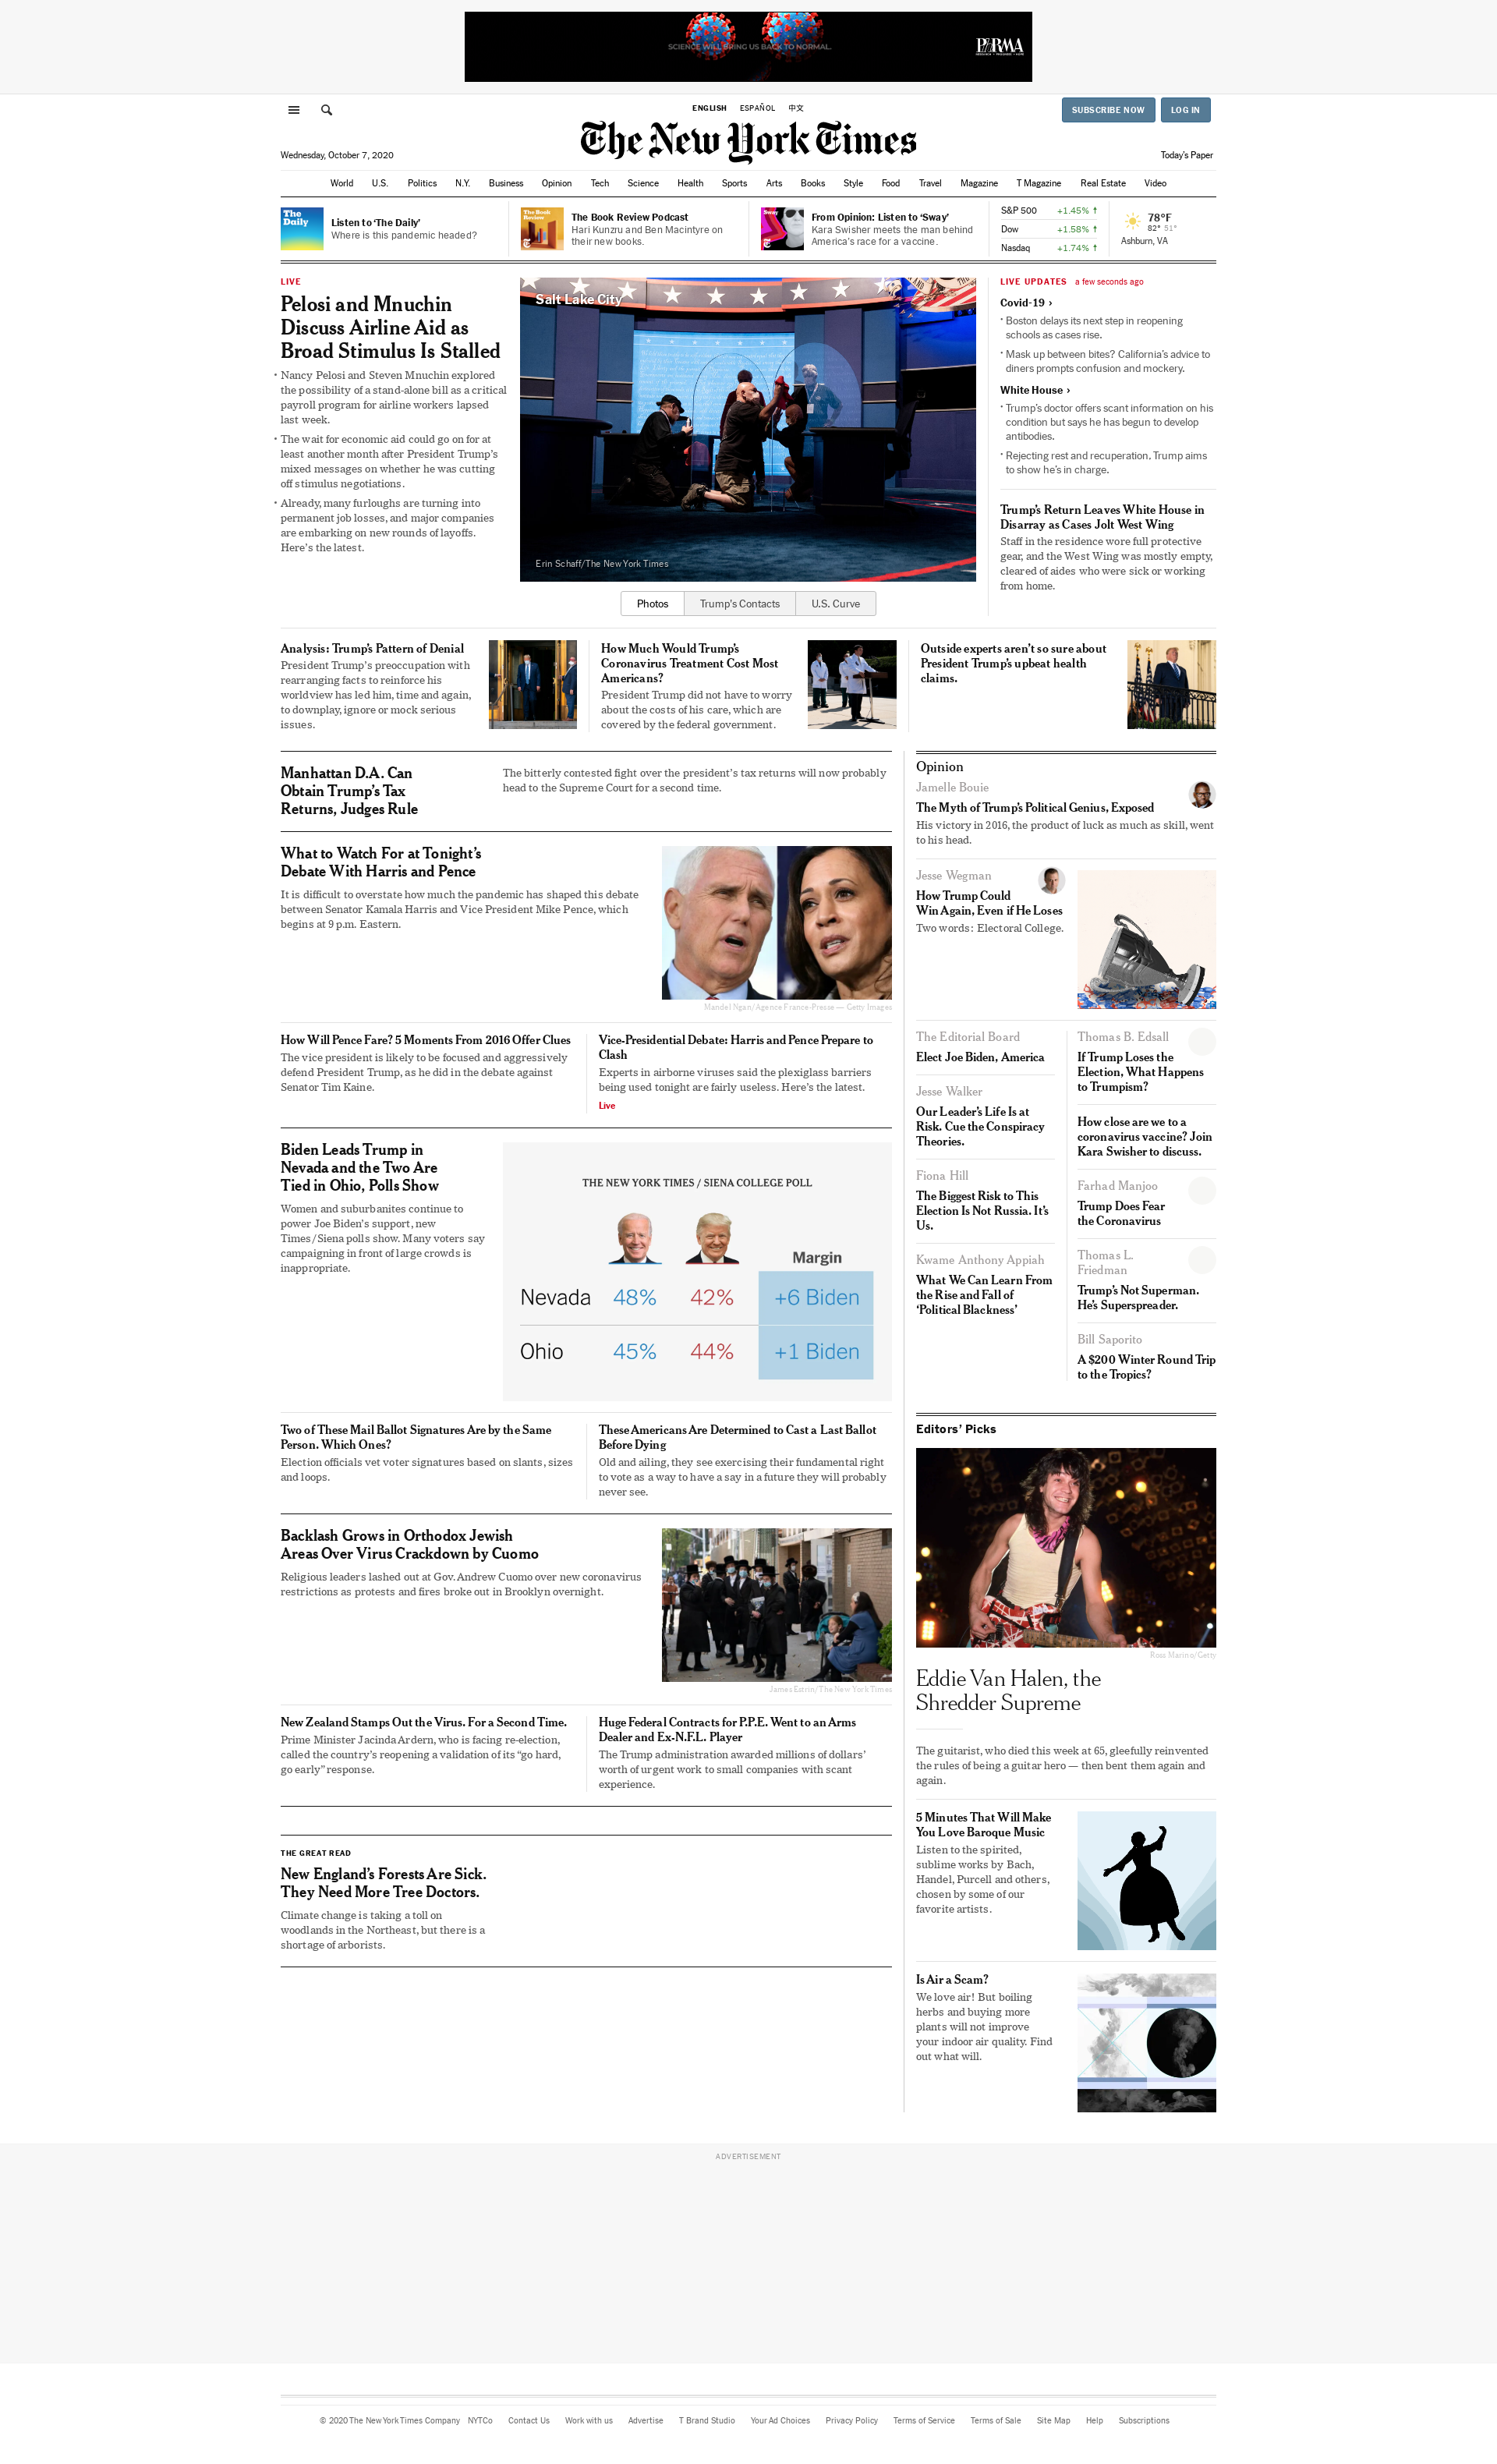 SCIENCE WILL BRING US BACK TO NORMAL.
PhRMA
ENGLISH ESPAÑOL 中文
SUBSCRIBE NOW LOG IN
The New York Times
Wednesday, October 7, 2020
Today's Paper
World U.S. Politics N.Y. Business Opinion Tech Science Health Sports Arts Books Style Food Travel Magazine T Magazine Real Estate Video
The Daily
Listen to ‘The Daily’
Where is this pandemic headed?
The Book Review
The Book Review Podcast
Hari Kunzru and Ben Macintyre on
their new books.
Sway
From Opinion: Listen to ‘Sway’
Kara Swisher meets the man behind
America’s race for a vaccine.
S&P 500 +1.45% ↑
Dow +1.58% ↑
Nasdaq +1.74% ↑
78°F
82° 51°
Ashburn, VA
LIVE
Pelosi and Mnuchin
Discuss Airline Aid as
Broad Stimulus Is Stalled
• Nancy Pelosi and Steven Mnuchin explored
the possibility of a stand-alone bill as a critical
payroll program for airline workers lapsed
last week.
• The wait for economic aid could go on for at
least another month after President Trump’s
mixed messages on whether he was cutting
off stimulus negotiations.
• Already, many furloughs are turning into
permanent job losses, and major companies
are embarking on new rounds of layoffs.
Here’s the latest.
Salt Lake City
Erin Schaff/The New York Times
Photos Trump’s Contacts U.S. Curve
LIVE UPDATES a few seconds ago
Covid-19 ›
• Boston delays its next step in reopening
schools as cases rise.
• Mask up between bites? California’s advice to
diners prompts confusion and mockery.
White House ›
• Trump’s doctor offers scant information on his
condition but says he has begun to develop
antibodies.
• Rejecting rest and recuperation, Trump aims
to show he’s in charge.
Trump’s Return Leaves White House in
Disarray as Cases Jolt West Wing
Staff in the residence wore full protective
gear, and the West Wing was mostly empty,
cleared of aides who were sick or working
from home.
Analysis: Trump’s Pattern of Denial
President Trump’s preoccupation with
rearranging facts to reinforce his
worldview has led him, time and again,
to downplay, ignore or mock serious
issues.
How Much Would Trump’s
Coronavirus Treatment Cost Most
Americans?
President Trump did not have to worry
about the costs of his care, which are
covered by the federal government.
Outside experts aren’t so sure about
President Trump’s upbeat health
claims.
Manhattan D.A. Can
Obtain Trump’s Tax
Returns, Judges Rule
The bitterly contested fight over the president’s tax returns will now probably
head to the Supreme Court for a second time.
What to Watch For at Tonight’s
Debate With Harris and Pence
It is difficult to overstate how much the pandemic has shaped this debate
between Senator Kamala Harris and Vice President Mike Pence, which
begins at 9 p.m. Eastern.
Mandel Ngan/Agence France-Presse — Getty Images
How Will Pence Fare? 5 Moments From 2016 Offer Clues
The vice president is likely to be focused and aggressively
defend President Trump, as he did in the debate against
Senator Tim Kaine.
Vice-Presidential Debate: Harris and Pence Prepare to
Clash
Experts in airborne viruses said the plexiglass barriers
being used tonight are fairly useless. Here’s the latest.
Live
Biden Leads Trump in
Nevada and the Two Are
Tied in Ohio, Polls Show
Women and suburbanites continue to
power Joe Biden’s support, new
Times/Siena polls show. Many voters say
campaigning in front of large crowds is
inappropriate.
THE NEW YORK TIMES / SIENA COLLEGE POLL
Margin
Nevada 48% 42% +6 Biden
Ohio 45% 44% +1 Biden
Two of These Mail Ballot Signatures Are by the Same
Person. Which Ones?
Election officials vet voter signatures based on slants, sizes
and loops.
These Americans Are Determined to Cast a Last Ballot
Before Dying
Old and ailing, they see exercising their fundamental right
to vote as a way to have a say in a future they will probably
never see.
Backlash Grows in Orthodox Jewish
Areas Over Virus Crackdown by Cuomo
Religious leaders lashed out at Gov. Andrew Cuomo over new coronavirus
restrictions as protests and fires broke out in Brooklyn overnight.
James Estrin/The New York Times
New Zealand Stamps Out the Virus. For a Second Time.
Prime Minister Jacinda Ardern, who is facing re-election,
called the country’s reopening a validation of its “go hard,
go early” response.
Huge Federal Contracts for P.P.E. Went to an Arms
Dealer and Ex-N.F.L. Player
The Trump administration awarded millions of dollars’
worth of urgent work to small companies with scant
experience.
THE GREAT READ
New England’s Forests Are Sick.
They Need More Tree Doctors.
Climate change is taking a toll on
woodlands in the Northeast, but there is a
shortage of arborists.
Opinion
Jamelle Bouie
The Myth of Trump’s Political Genius, Exposed
His victory in 2016, the product of luck as much as skill, went
to his head.
Jesse Wegman
How Trump Could
Win Again, Even if He Loses
Two words: Electoral College.
The Editorial Board
Elect Joe Biden, America
Jesse Walker
Our Leader’s Life Is at
Risk. Cue the Conspiracy
Theories.
Fiona Hill
The Biggest Risk to This
Election Is Not Russia. It’s
Us.
Kwame Anthony Appiah
What We Can Learn From
the Rise and Fall of
‘Political Blackness’
Thomas B. Edsall
If Trump Loses the
Election, What Happens
to Trumpism?
How close are we to a
coronavirus vaccine? Join
Kara Swisher to discuss.
Farhad Manjoo
Trump Does Fear
the Coronavirus
Thomas L.
Friedman
Trump’s Not Superman.
He’s Superspreader.
Bill Saporito
A $200 Winter Round Trip
to the Tropics?
Editors’ Picks
Ross Marino/Getty
Eddie Van Halen, the
Shredder Supreme
The guitarist, who died this week at 65, gleefully reinvented
the rules of being a guitar hero — then bent them again and
again.
5 Minutes That Will Make
You Love Baroque Music
Listen to the spirited,
sublime works by Bach,
Handel, Purcell and others,
chosen by some of our
favorite artists.
Is Air a Scam?
We love air! But boiling
herbs and buying more
plants will not improve
your indoor air quality. Find
out what will.
ADVERTISEMENT
© 2020 The New York Times Company NYTCo Contact Us Work with us Advertise T Brand Studio Your Ad Choices Privacy Policy Terms of Service Terms of Sale Site Map Help Subscriptions